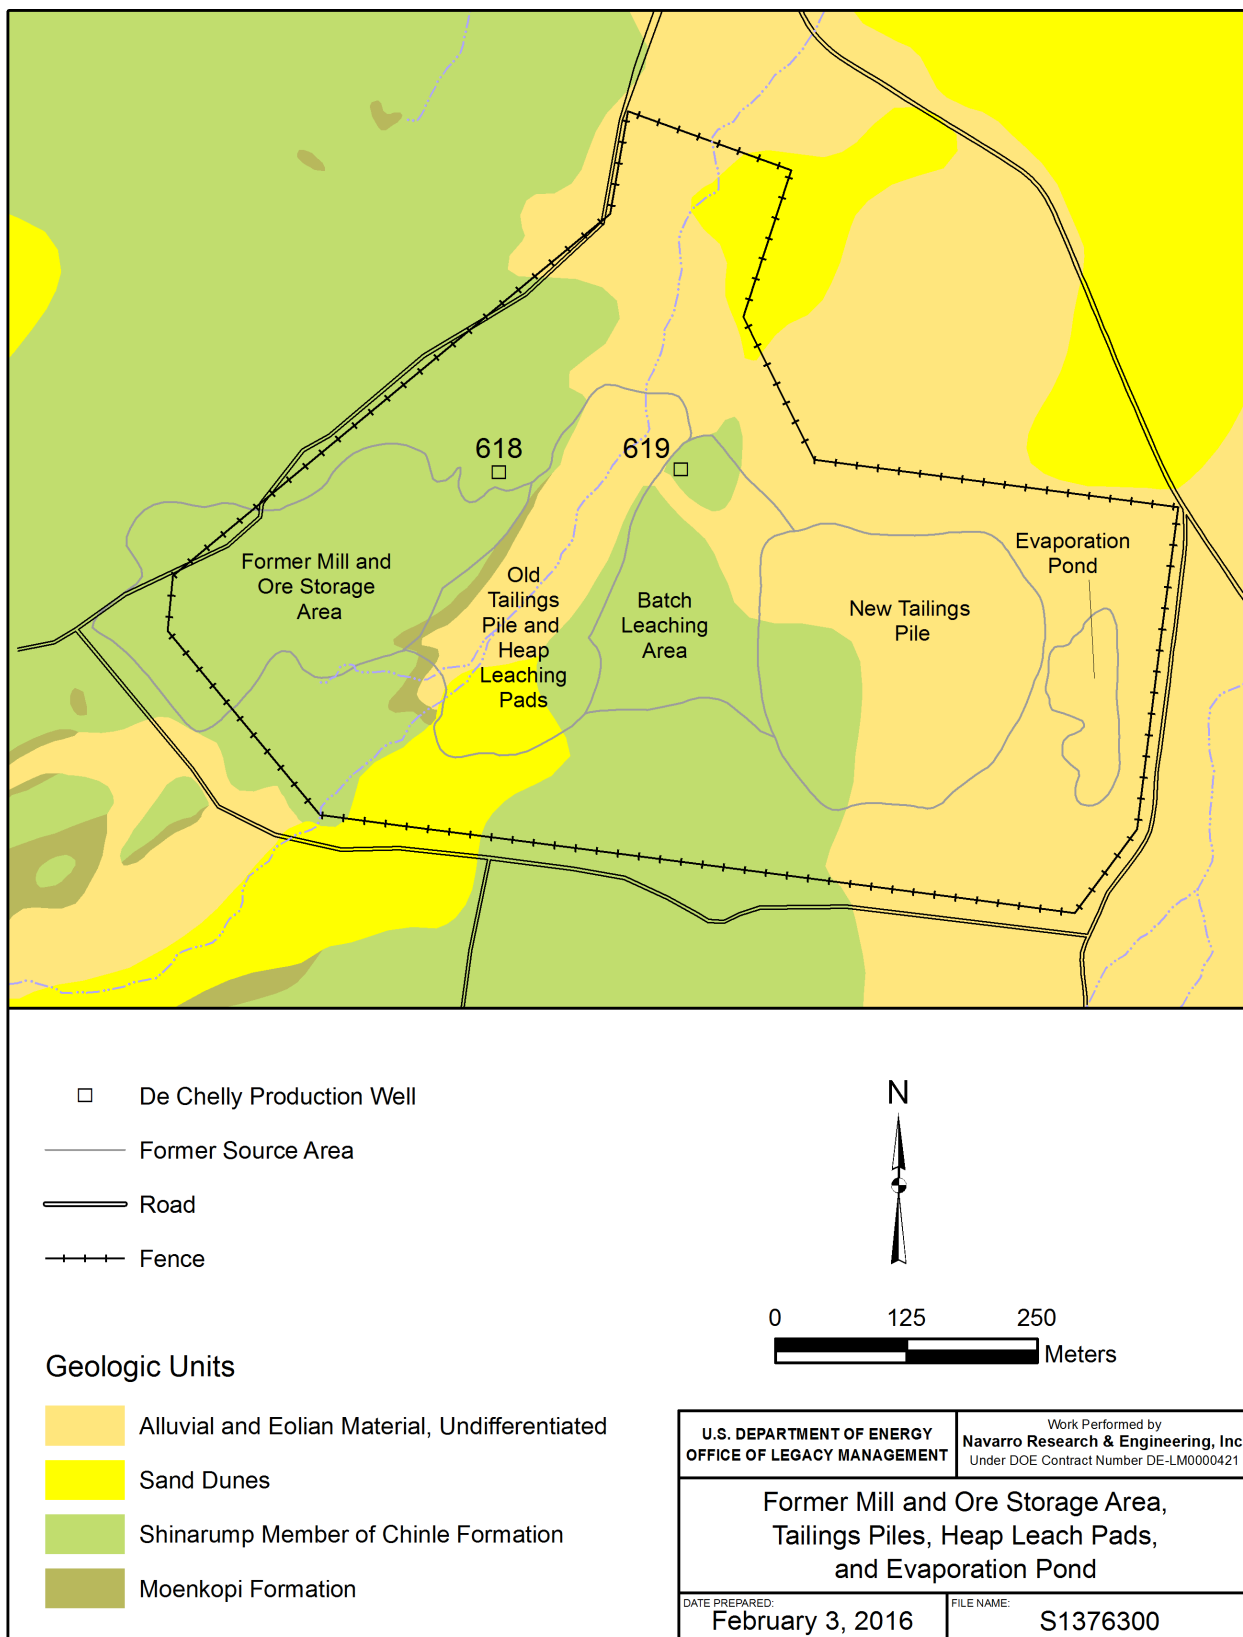 618
619
Former Mill and
Ore Storage
Area
Old
Tailings
Pile and
Heap
Leaching
Pads
Batch
Leaching
Area
New Tailings
Pile
Evaporation
Pond
De Chelly Production Well
Former Source Area
Road
Fence
N
0 125 250
Meters
Geologic Units
Alluvial and Eolian Material, Undifferentiated
Sand Dunes
Shinarump Member of Chinle Formation
Moenkopi Formation
U.S. DEPARTMENT OF ENERGY
OFFICE OF LEGACY MANAGEMENT
Work Performed by
Navarro Research & Engineering, Inc
Under DOE Contract Number DE-LM0000421
Former Mill and Ore Storage Area,
Tailings Piles, Heap Leach Pads,
and Evaporation Pond
DATE PREPARED:
February 3, 2016
FILE NAME:
S1376300